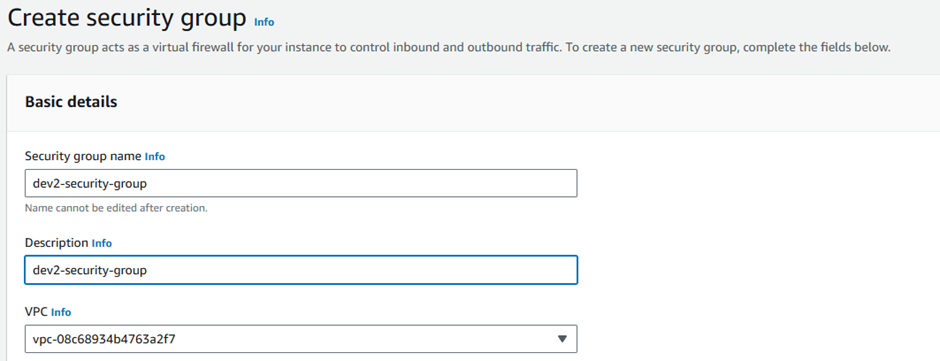 Create security group Info
A security group acts as a virtual firewall for your instance to control inbound and outbound traffic. To create a new security group, complete the fields below.
Basic details
Security group name Info
dev2-security-group
Name cannot be edited after creation.
Description Info
dev2-security-group
VPC Info
vpc-08c68934b4763a2f7